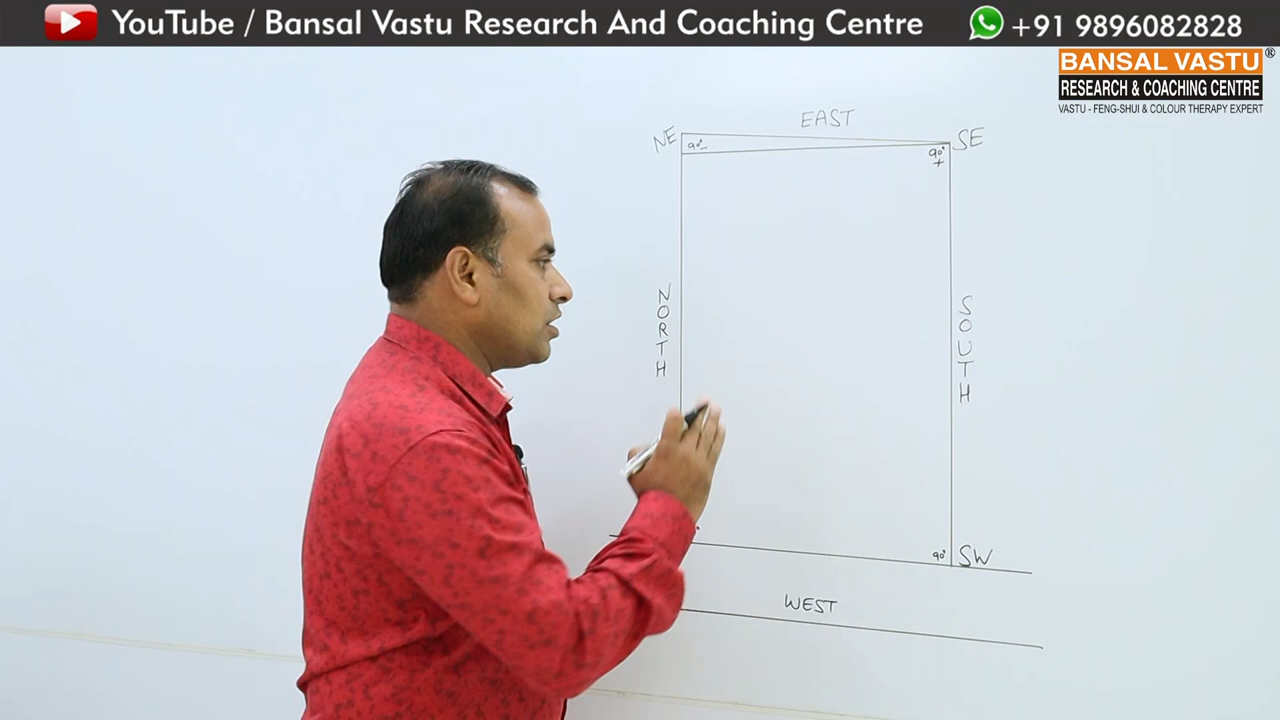 YouTube / Bansal Vastu Research And Coaching Centre
+91 9896082828
BANSAL VASTU®
RESEARCH & COACHING CENTRE
VASTU - FENG-SHUI & COLOUR THERAPY EXPERT
EAST
NE
SE
90°-
90°
+
NORTH
SOUTH
90°
SW
WEST